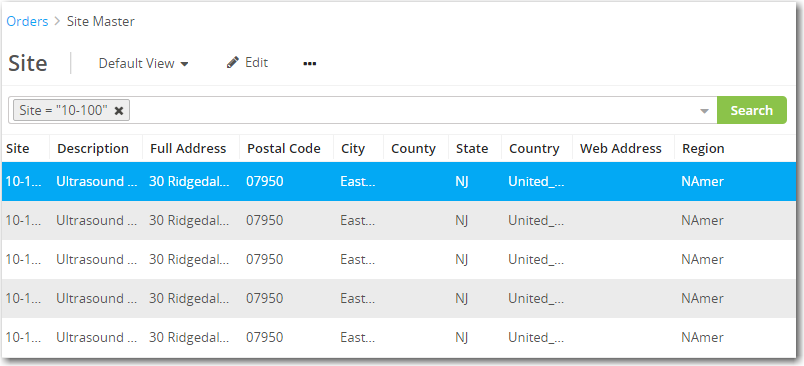 Orders > Site Master
Site Default View Edit •••
Site = "10-100" ✖ Search
Site Description Full Address Postal Code City County State Country Web Address Region
10-1... Ultrasound ... 30 Ridgedal... 07950 East... NJ United_... NAmer
10-1... Ultrasound ... 30 Ridgedal... 07950 East... NJ United_... NAmer
10-1... Ultrasound ... 30 Ridgedal... 07950 East... NJ United_... NAmer
10-1... Ultrasound ... 30 Ridgedal... 07950 East... NJ United_... NAmer
10-1... Ultrasound ... 30 Ridgedal... 07950 East... NJ United_... NAmer